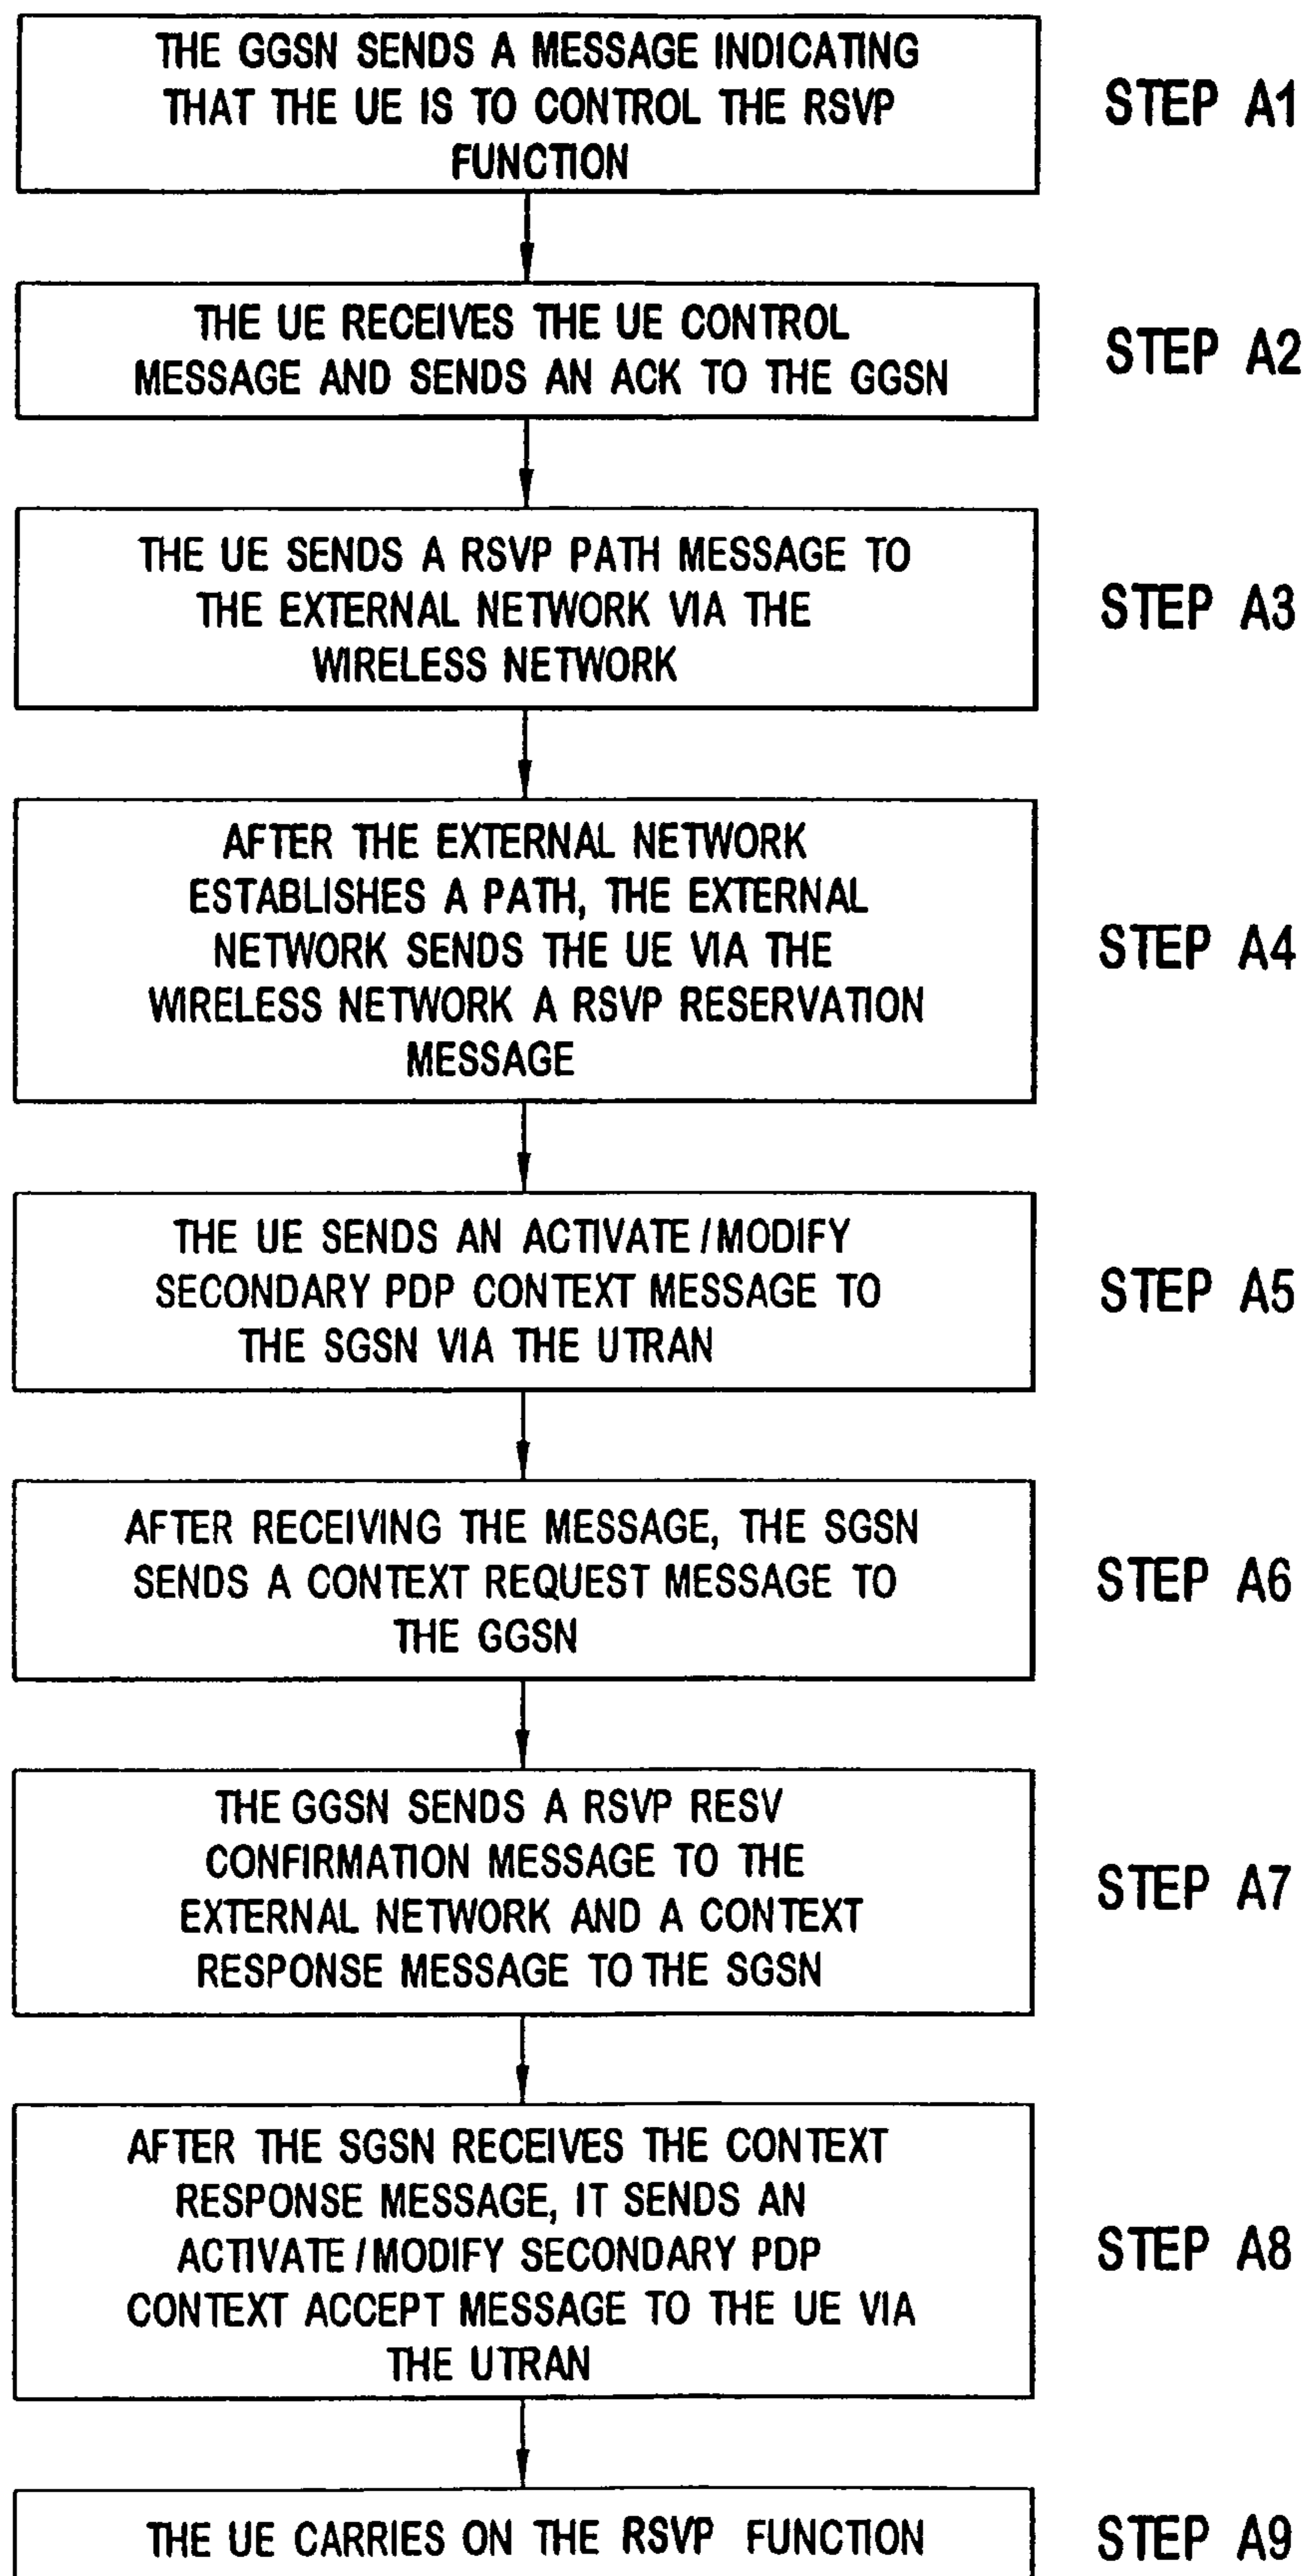 THE GGSN SENDS A MESSAGE INDICATING
THAT THE UE IS TO CONTROL THE RSVP
FUNCTION
STEP A1
THE UE RECEIVES THE UE CONTROL
MESSAGE AND SENDS AN ACK TO THE GGSN
STEP A2
THE UE SENDS A RSVP PATH MESSAGE TO
THE EXTERNAL NETWORK VIA THE
WIRELESS NETWORK
STEP A3
AFTER THE EXTERNAL NETWORK
ESTABLISHES A PATH, THE EXTERNAL
NETWORK SENDS THE UE VIA THE
WIRELESS NETWORK A RSVP RESERVATION
MESSAGE
STEP A4
THE UE SENDS AN ACTIVATE/MODIFY
SECONDARY PDP CONTEXT MESSAGE TO
THE SGSN VIA THE UTRAN
STEP A5
AFTER RECEIVING THE MESSAGE, THE SGSN
SENDS A CONTEXT REQUEST MESSAGE TO
THE GGSN
STEP A6
THE GGSN SENDS A RSVP RESV
CONFIRMATION MESSAGE TO THE
EXTERNAL NETWORK AND A CONTEXT
RESPONSE MESSAGE TO THE SGSN
STEP A7
AFTER THE SGSN RECEIVES THE CONTEXT
RESPONSE MESSAGE, IT SENDS AN
ACTIVATE/MODIFY SECONDARY PDP
CONTEXT ACCEPT MESSAGE TO THE UE VIA
THE UTRAN
STEP A8
THE UE CARRIES ON THE RSVP FUNCTION
STEP A9